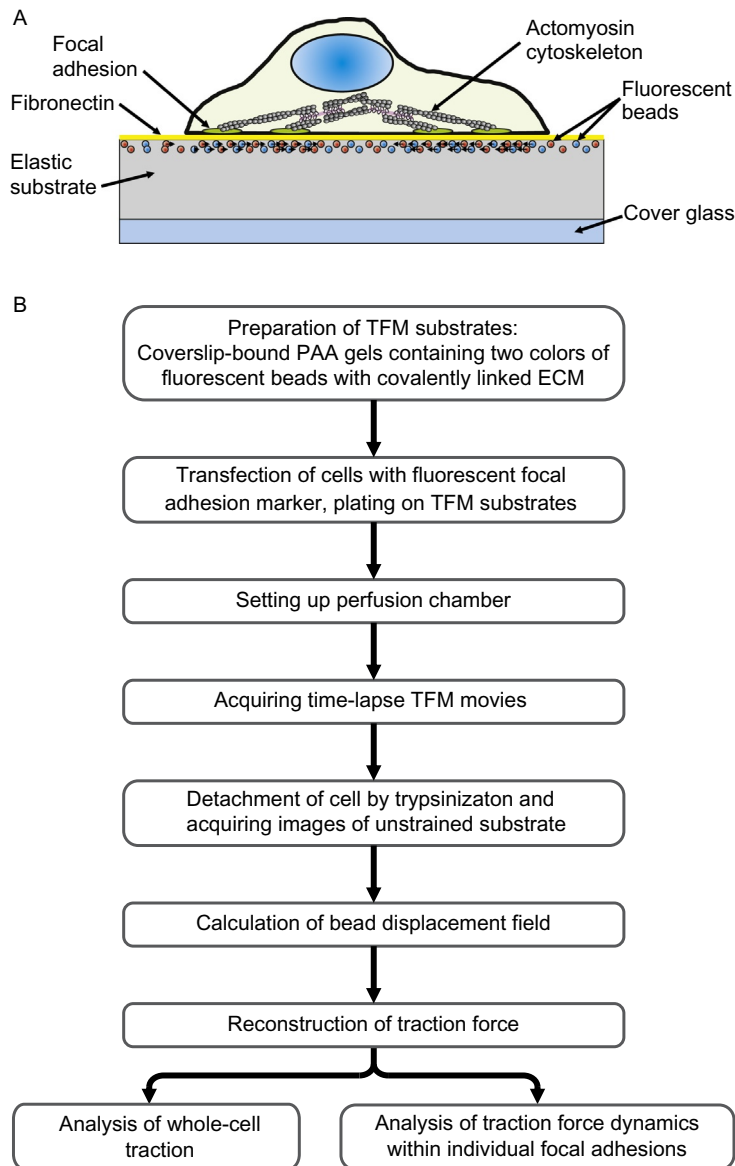 A
Focal
adhesion
Actomyosin
cytoskeleton
Fibronectin
Fluorescent
beads
Elastic
substrate
Cover glass
B
Preparation of TFM substrates:
Coverslip-bound PAA gels containing two colors of
fluorescent beads with covalently linked ECM
Transfection of cells with fluorescent focal
adhesion marker, plating on TFM substrates
Setting up perfusion chamber
Acquiring time-lapse TFM movies
Detachment of cell by trypsinizaton and
acquiring images of unstrained substrate
Calculation of bead displacement field
Reconstruction of traction force
Analysis of whole-cell
traction
Analysis of traction force dynamics
within individual focal adhesions